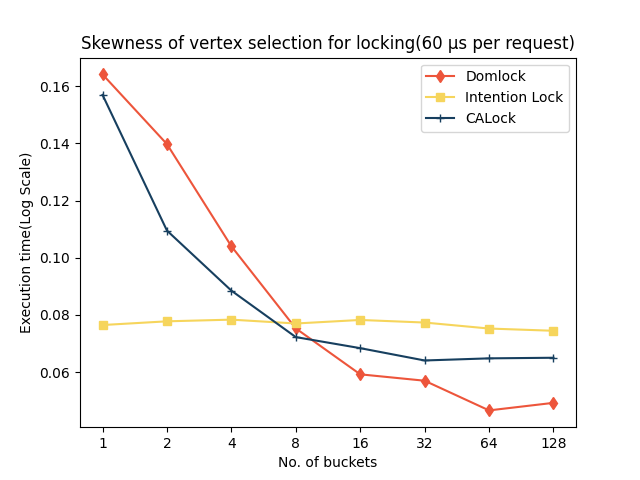 Skewness of vertex selection for locking(60 μs per request)
Domlock
Intention Lock
CALock
Execution time(Log Scale)
0.16
0.14
0.12
0.10
0.08
0.06
1 2 4 8 16 32 64 128
No. of buckets